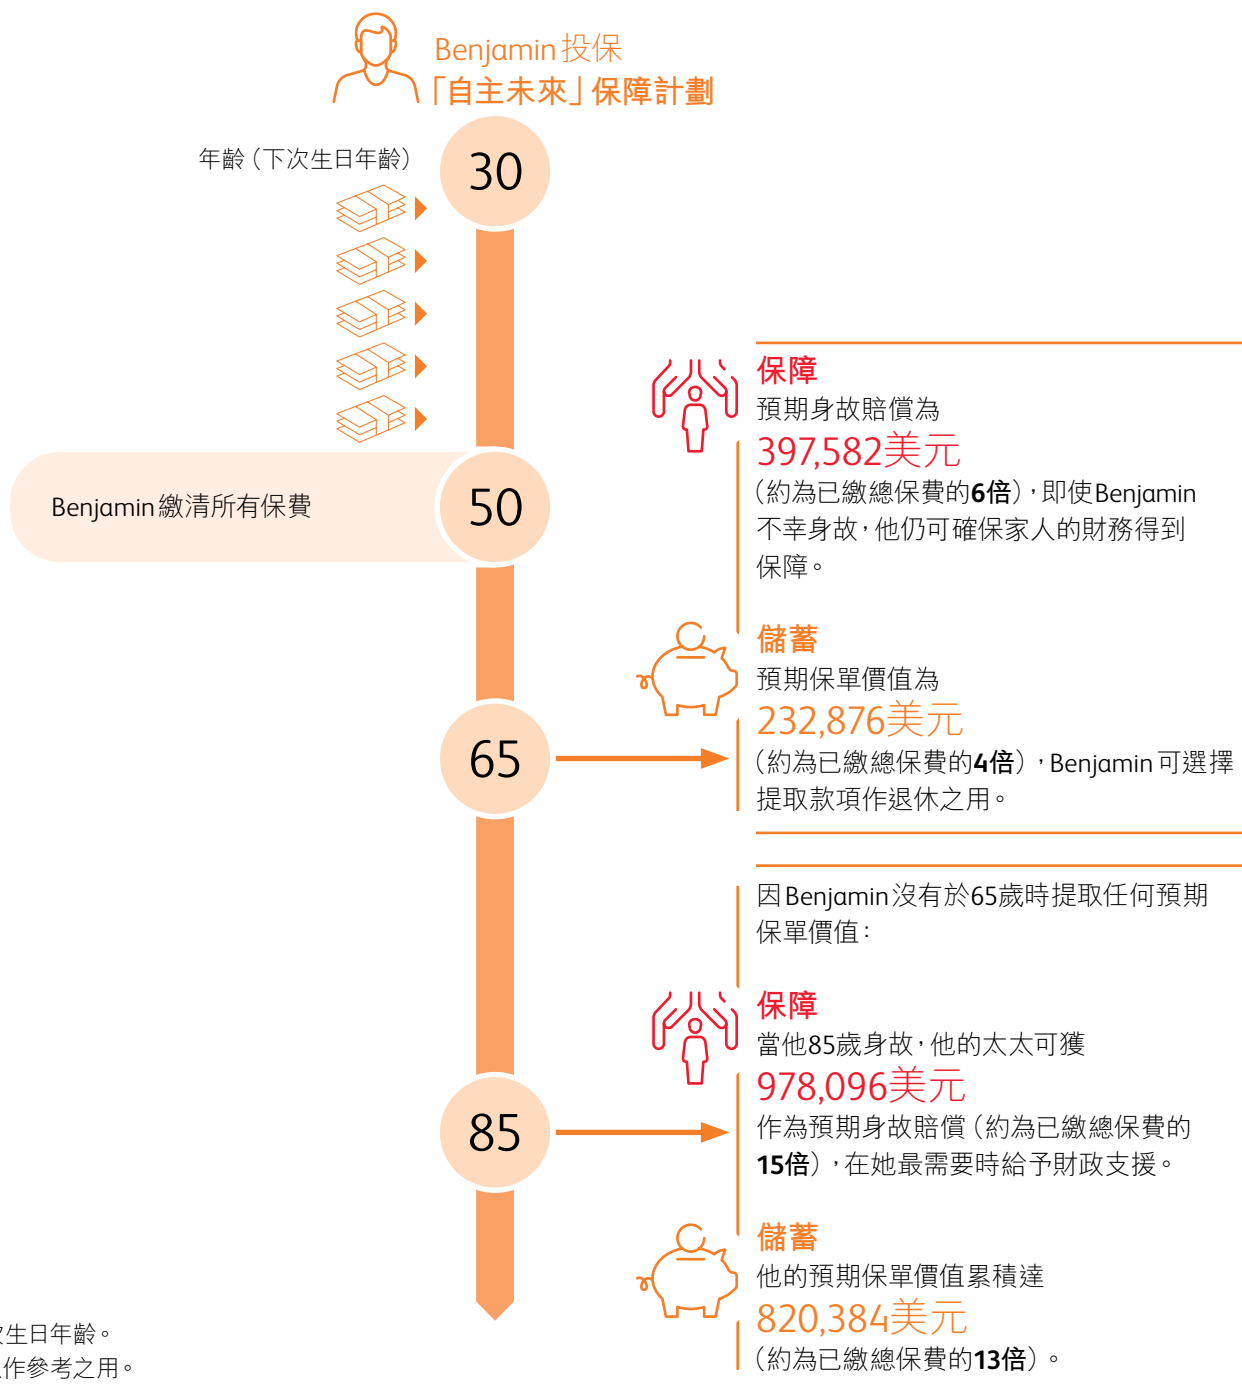 Benjamin投保
「自主未來」保障計劃
年齡（下次生日年齡）
30
Benjamin繳清所有保費
50
保障
預期身故賠償為
397,582美元
（約為已繳總保費的6倍），即使Benjamin
不幸身故，他仍可確保家人的財務得到
保障。
65
儲蓄
預期保單價值為
232,876美元
（約為已繳總保費的4倍），Benjamin可選擇
提取款項作退休之用。
因Benjamin沒有於65歲時提取任何預期
保單價值：
85
保障
當他85歲身故，他的太太可獲
978,096美元
作為預期身故賠償（約為已繳總保費的
15倍），在她最需要時給予財政支援。
儲蓄
他的預期保單價值累積達
820,384美元
（約為已繳總保費的13倍）。
生日年齡。
作參考之用。